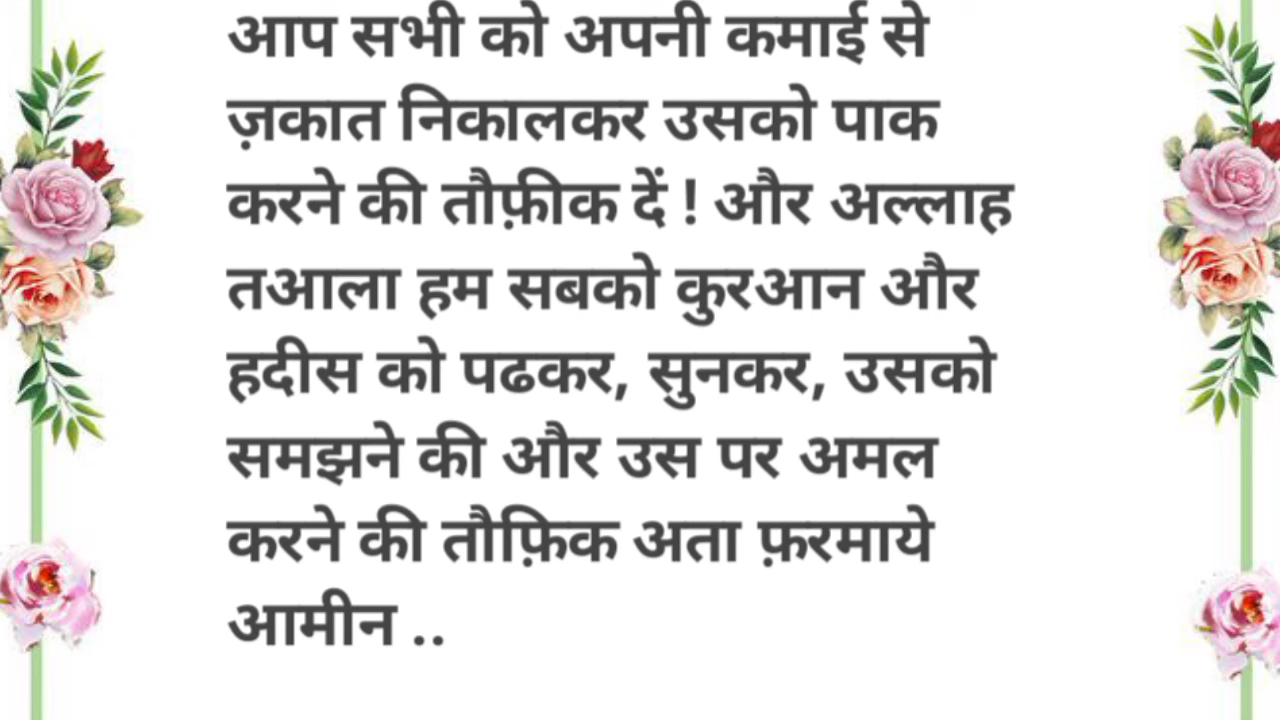 आप सभी को अपनी कमाई से
ज़कात निकालकर उसको पाक
करने की तौफ़ीक दें ! और अल्लाह
तआला हम सबको कुरआन और
हदीस को पढकर, सुनकर, उसको
समझने की और उस पर अमल
करने की तौफ़िक अता फ़रमाये
आमीन ..